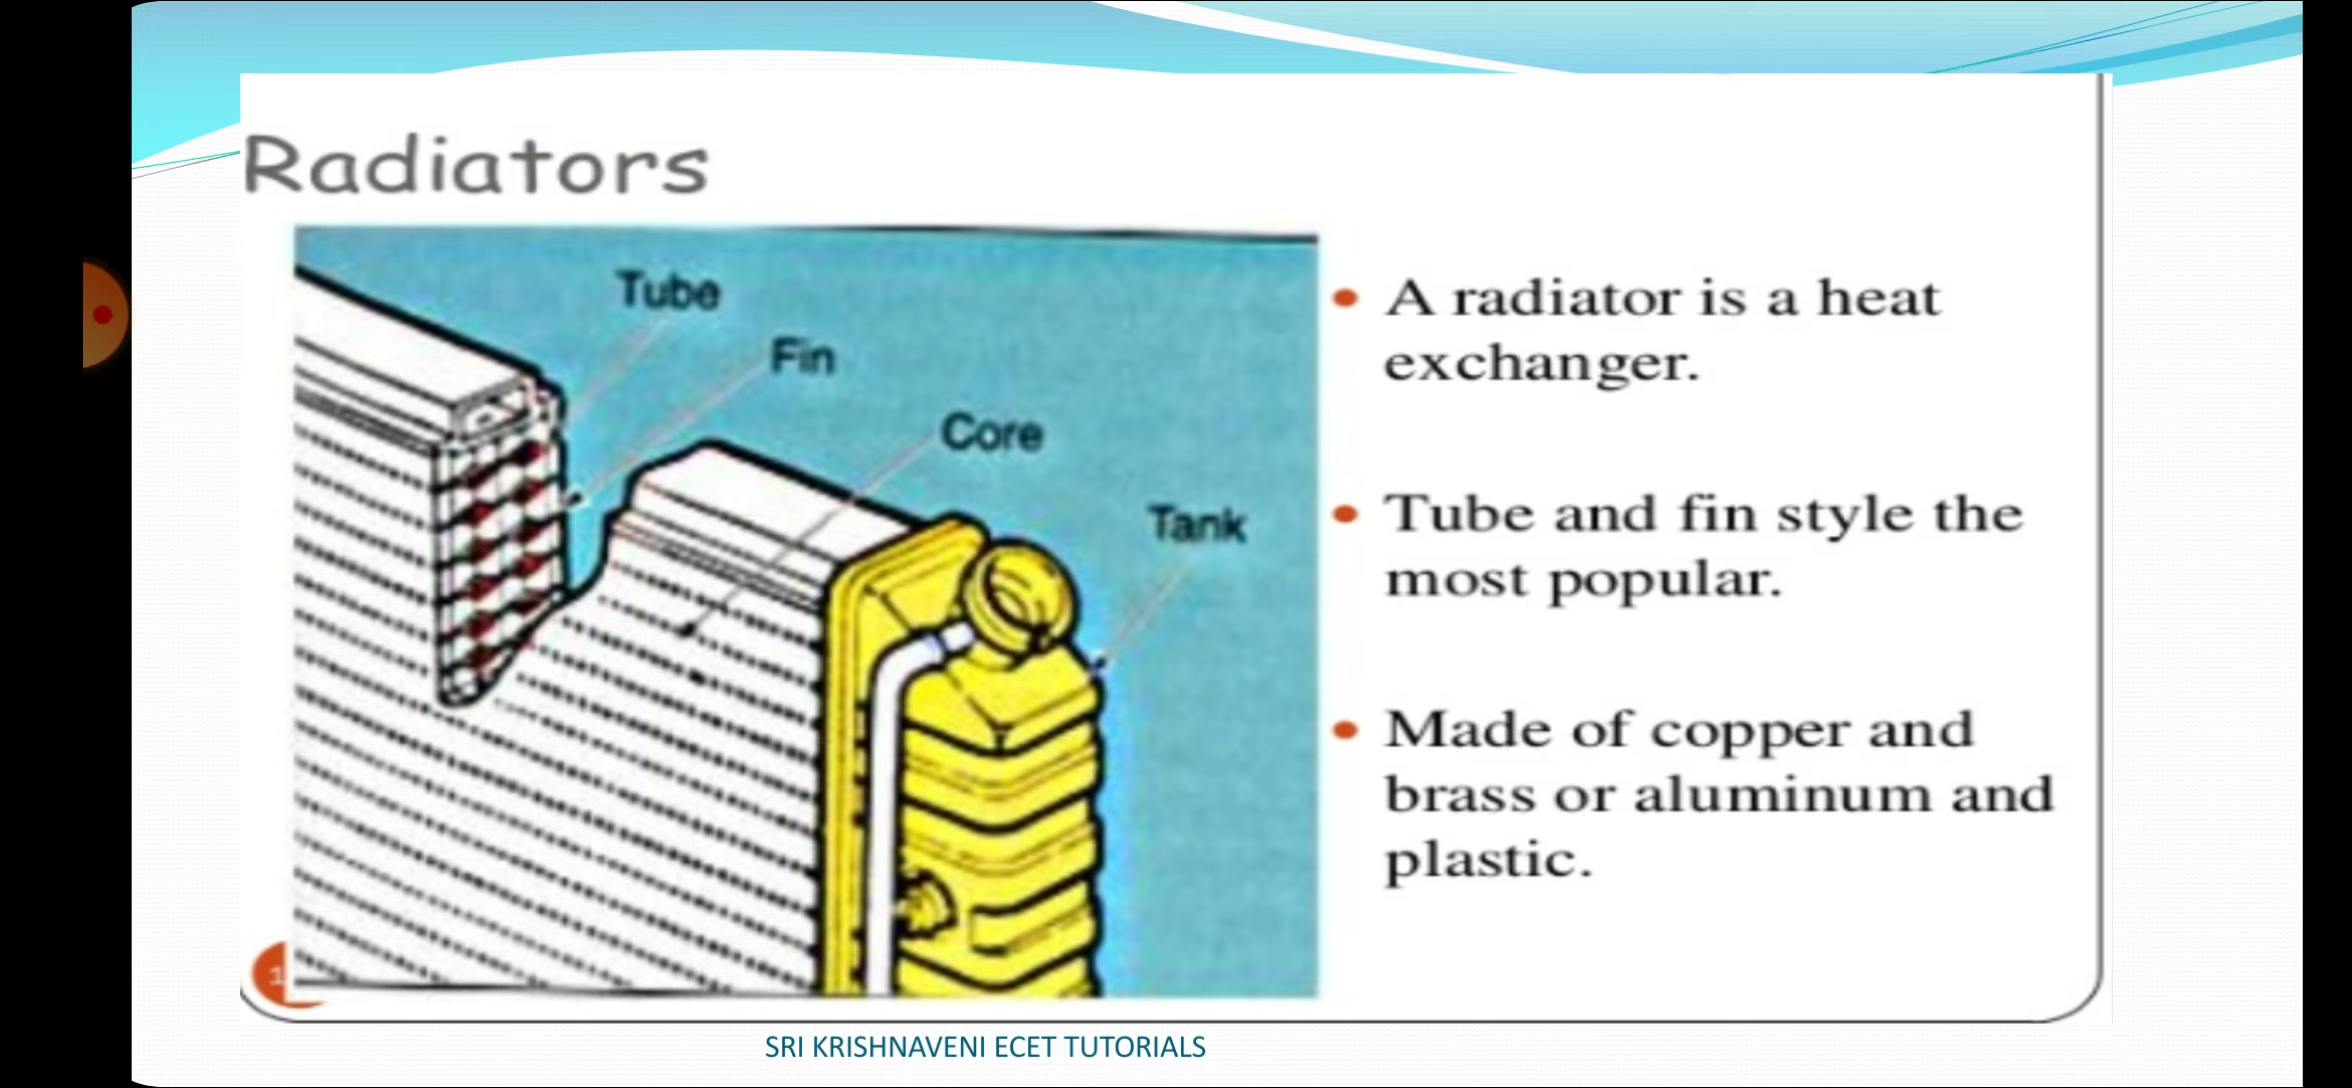 Radiators
Tube
Fin
Core
Tank
• A radiator is a heat
exchanger.
• Tube and fin style the
most popular.
• Made of copper and
brass or aluminum and
plastic.
1
SRI KRISHNAVENI ECET TUTORIALS